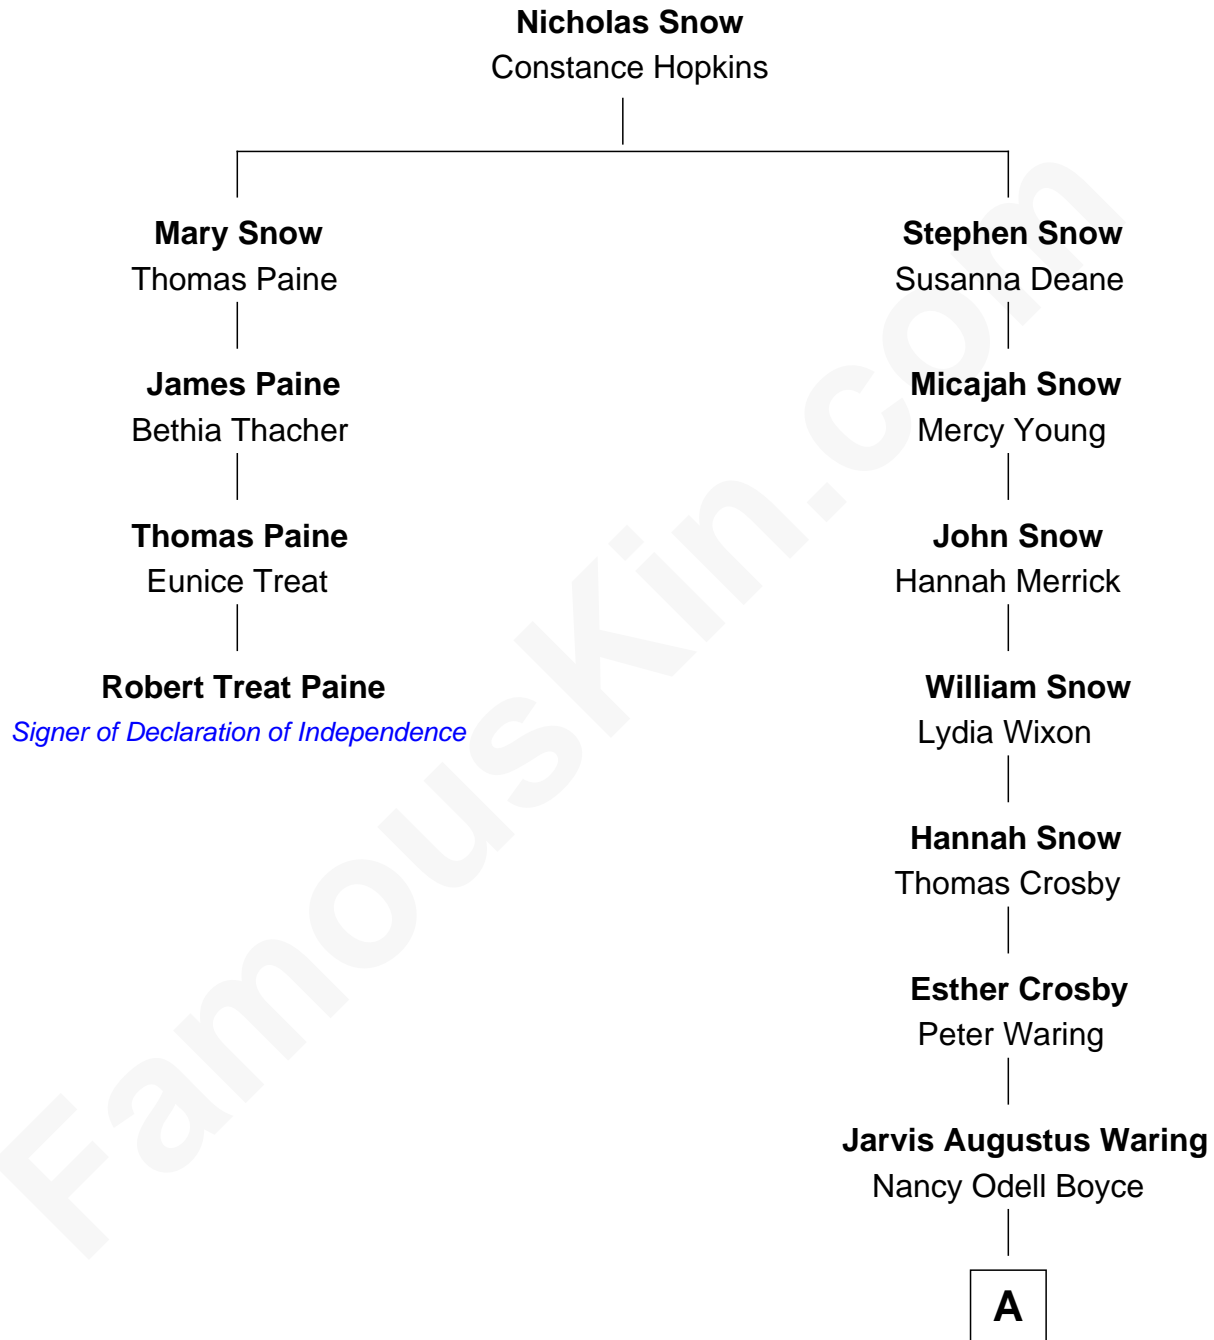 Nicholas Snow
Constance Hopkins
Mary Snow
Thomas Paine
Stephen Snow
Susanna Deane
James Paine
Bethia Thacher
Micajah Snow
Mercy Young
Thomas Paine
Eunice Treat
John Snow
Hannah Merrick
Robert Treat Paine
Signer of Declaration of Independence
William Snow
Lydia Wixon
Hannah Snow
Thomas Crosby
Esther Crosby
Peter Waring
Jarvis Augustus Waring
Nancy Odell Boyce
A
FamousKin.com